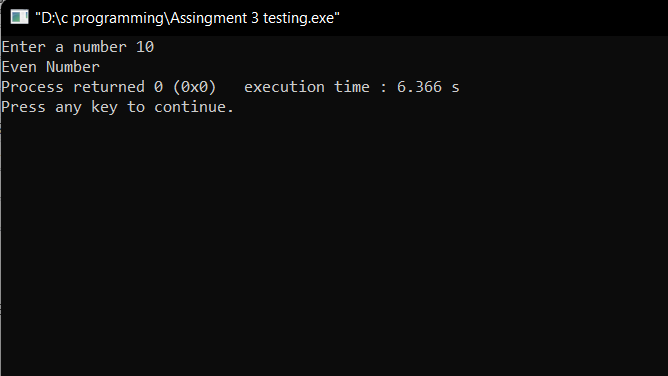 "D:\c programming\Assingment 3 testing.exe"
Enter a number 10
Even Number
Process returned 0 (0x0)   execution time : 6.366 s
Press any key to continue.